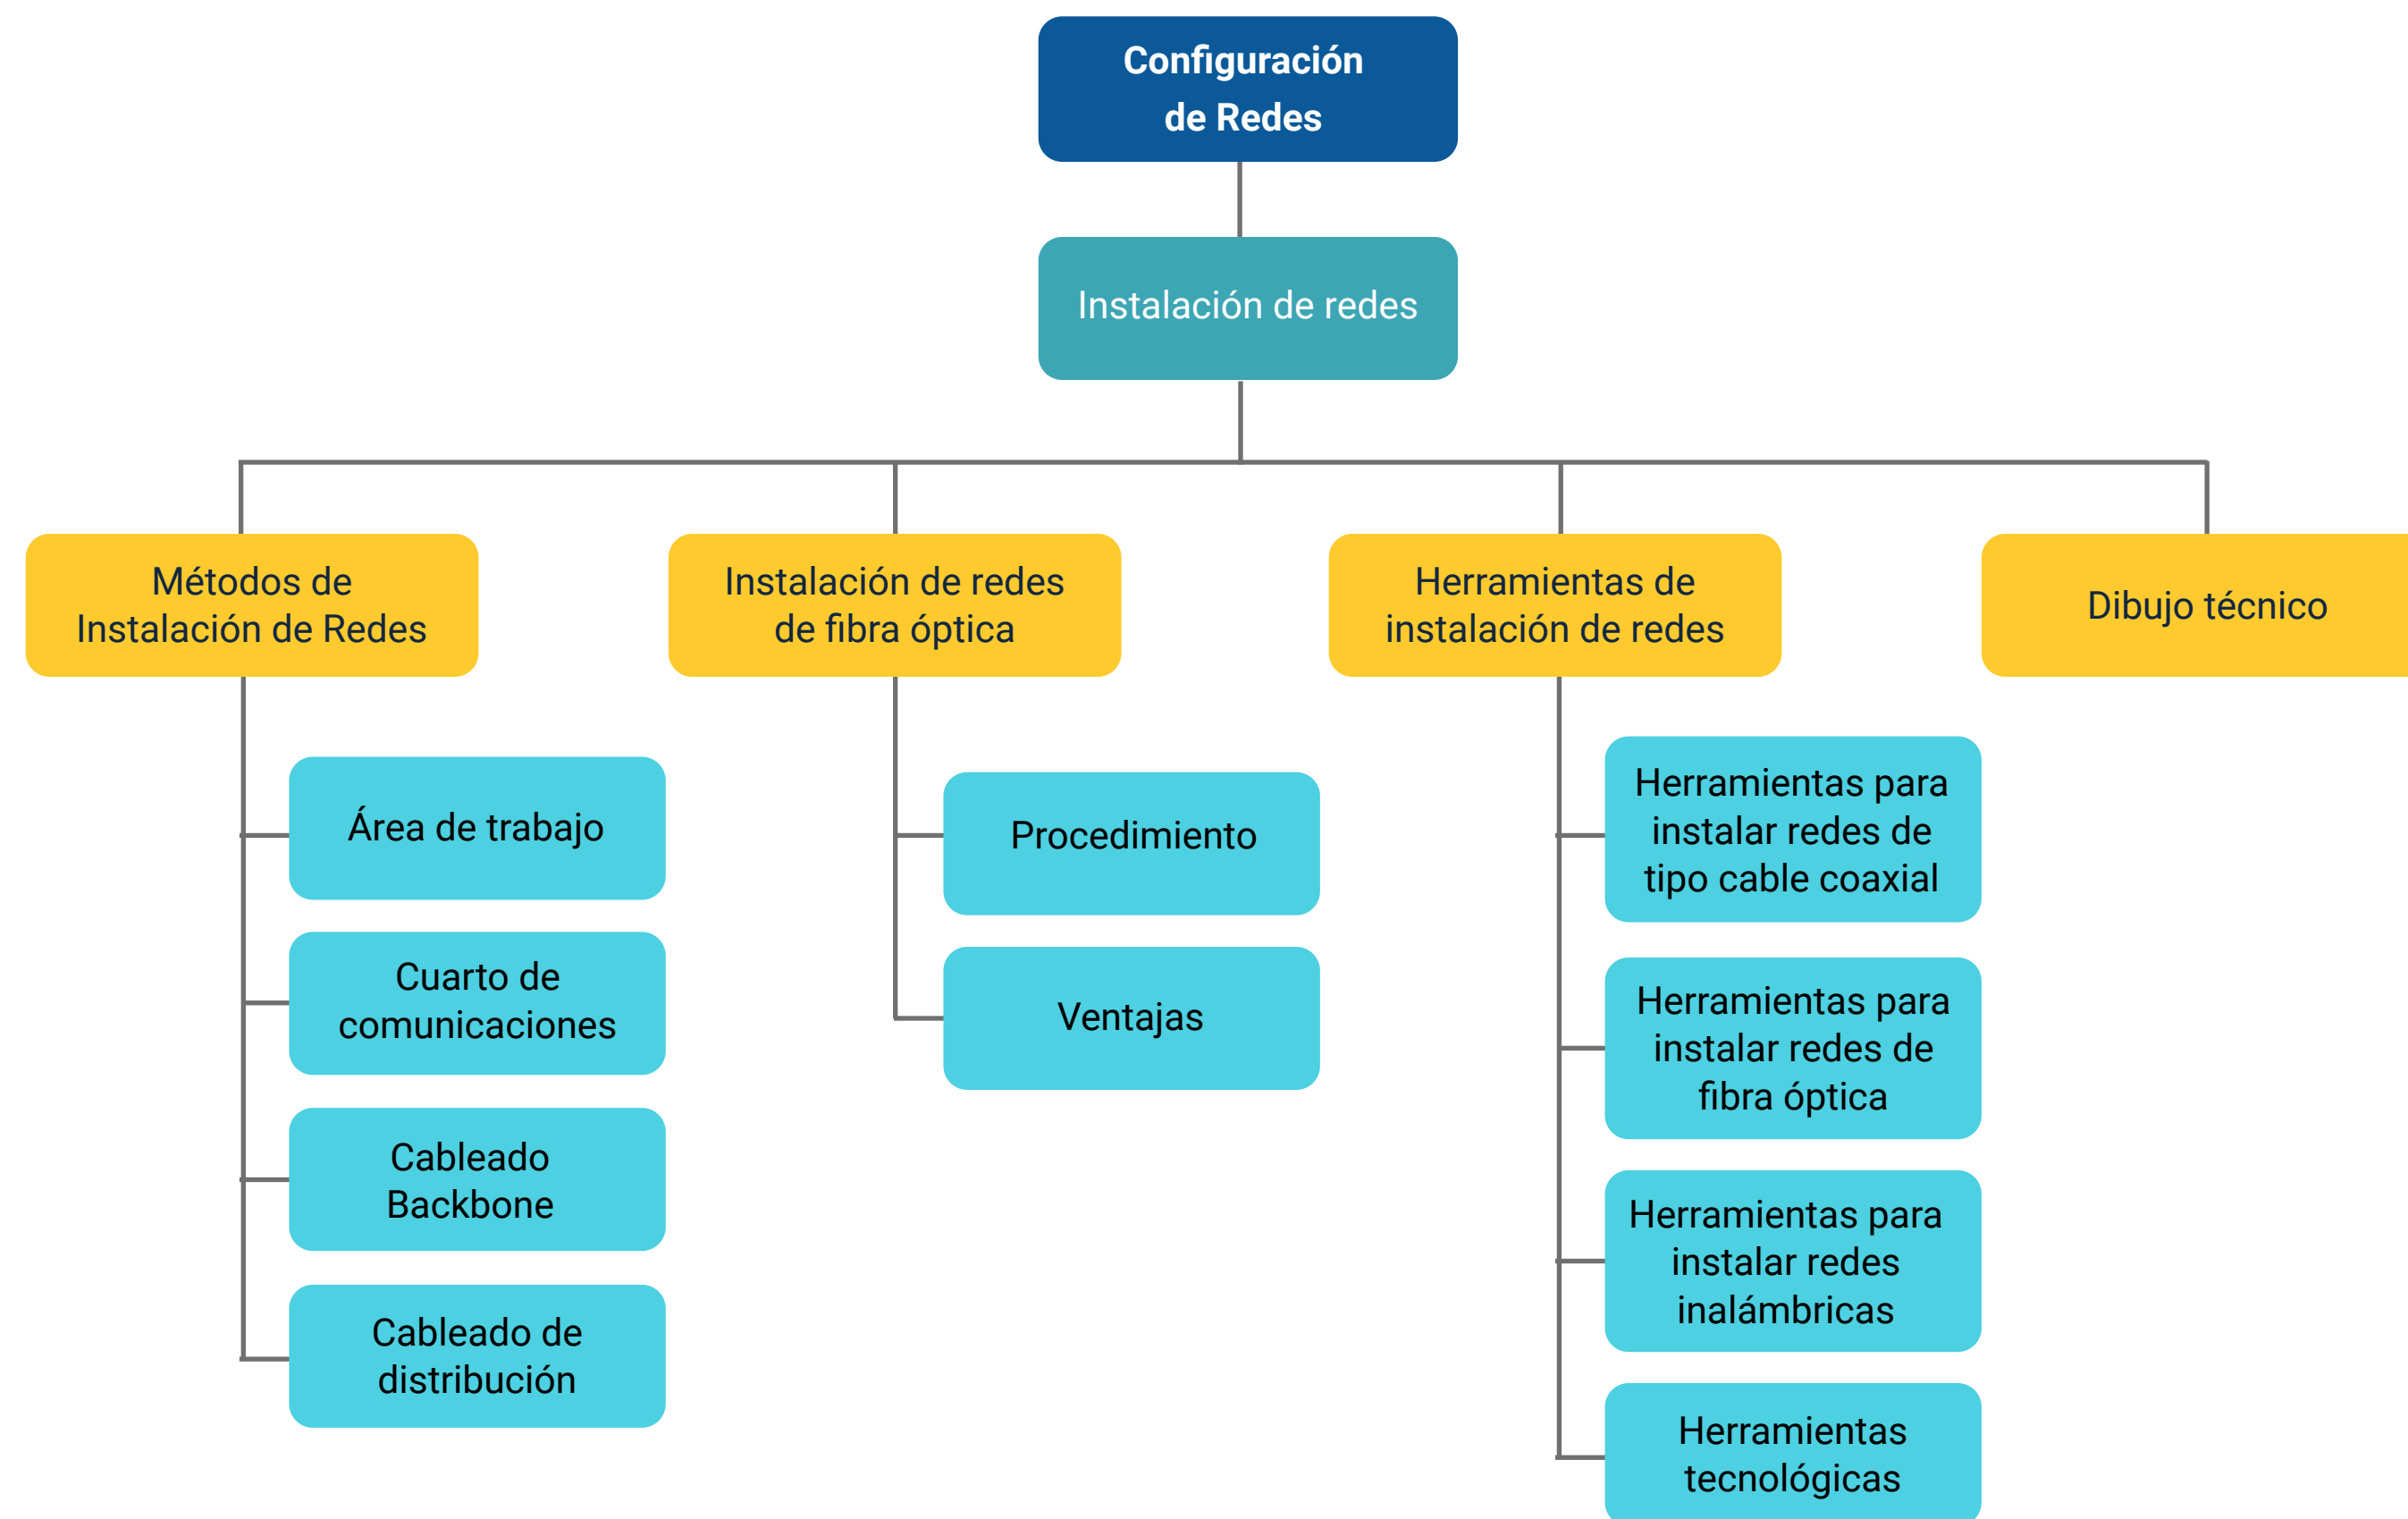 Configuración
de Redes
Instalación de redes
Métodos de
Instalación de Redes
Instalación de redes
de fibra óptica
Herramientas de
instalación de redes
Dibujo técnico
Área de trabajo
Cuarto de
comunicaciones
Cableado
Backbone
Cableado de
distribución
Procedimiento
Ventajas
Herramientas para
instalar redes de
tipo cable coaxial
Herramientas para
instalar redes de
fibra óptica
Herramientas para
instalar redes
inalámbricas
Herramientas
tecnológicas